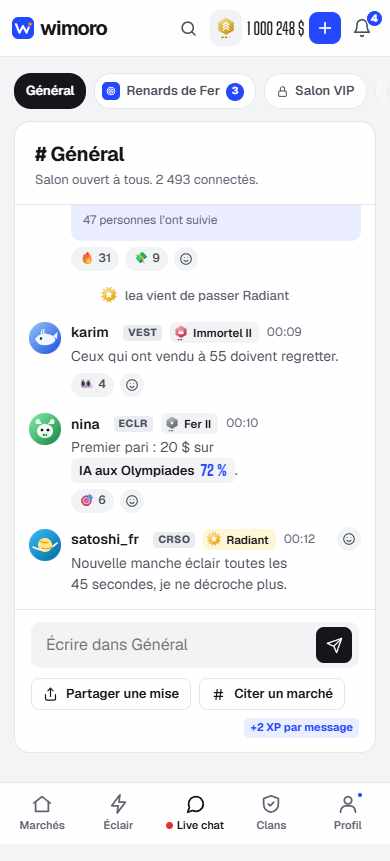 wimoro
1 000 248 $
4
Général
Renards de Fer 3
Salon VIP
# Général
Salon ouvert à tous. 2 493 connectés.
47 personnes l'ont suivie
31
9
lea vient de passer Radiant
karim VEST Immortel II 00:09
Ceux qui ont vendu à 55 doivent regretter.
4
nina ECLR Fer II 00:10
Premier pari : 20 $ sur
IA aux Olympiades 72 % .
6
satoshi_fr CRSO Radiant 00:12
Nouvelle manche éclair toutes les
45 secondes, je ne décroche plus.
Écrire dans Général
Partager une mise
# Citer un marché
+2 XP par message
Marchés
Éclair
Live chat
Clans
Profil